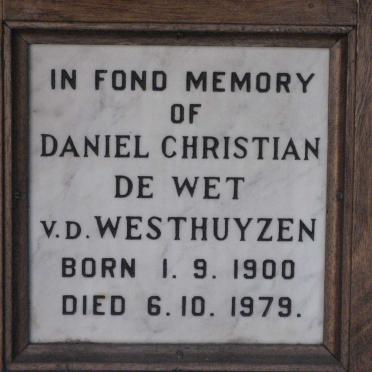 IN FOND MEMORY
OF
DANIEL CHRISTIAN
DE WET
V.D. WESTHUYZEN
BORN 1. 9. 1900
DIED 6.10. 1979.